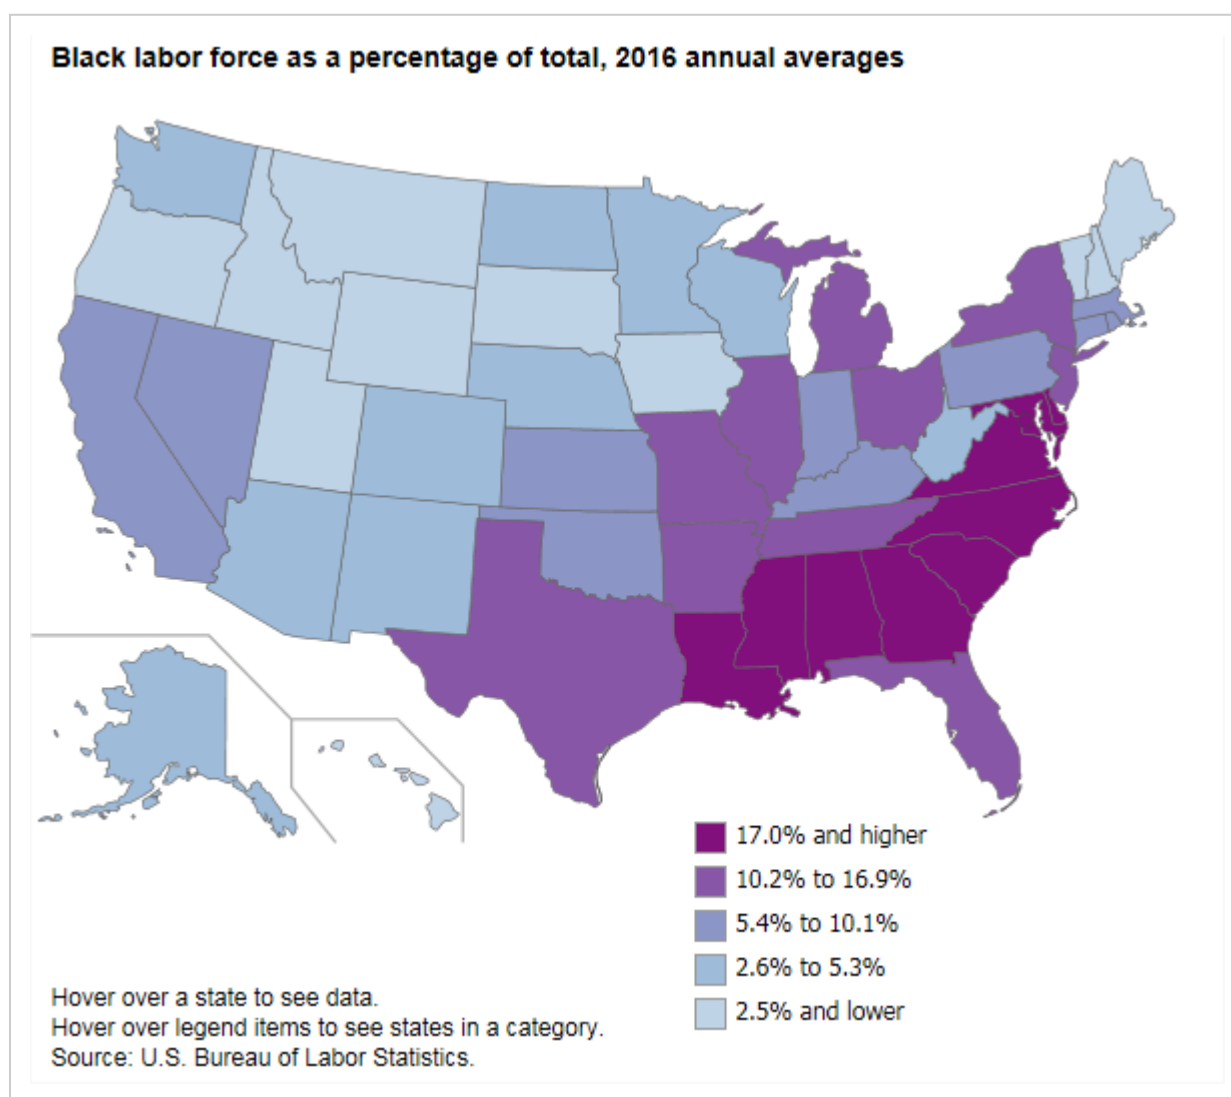 Black labor force as a percentage of total, 2016 annual averages
17.0% and higher
10.2% to 16.9%
5.4% to 10.1%
2.6% to 5.3%
2.5% and lower
Hover over a state to see data.
Hover over legend items to see states in a category.
Source: U.S. Bureau of Labor Statistics.